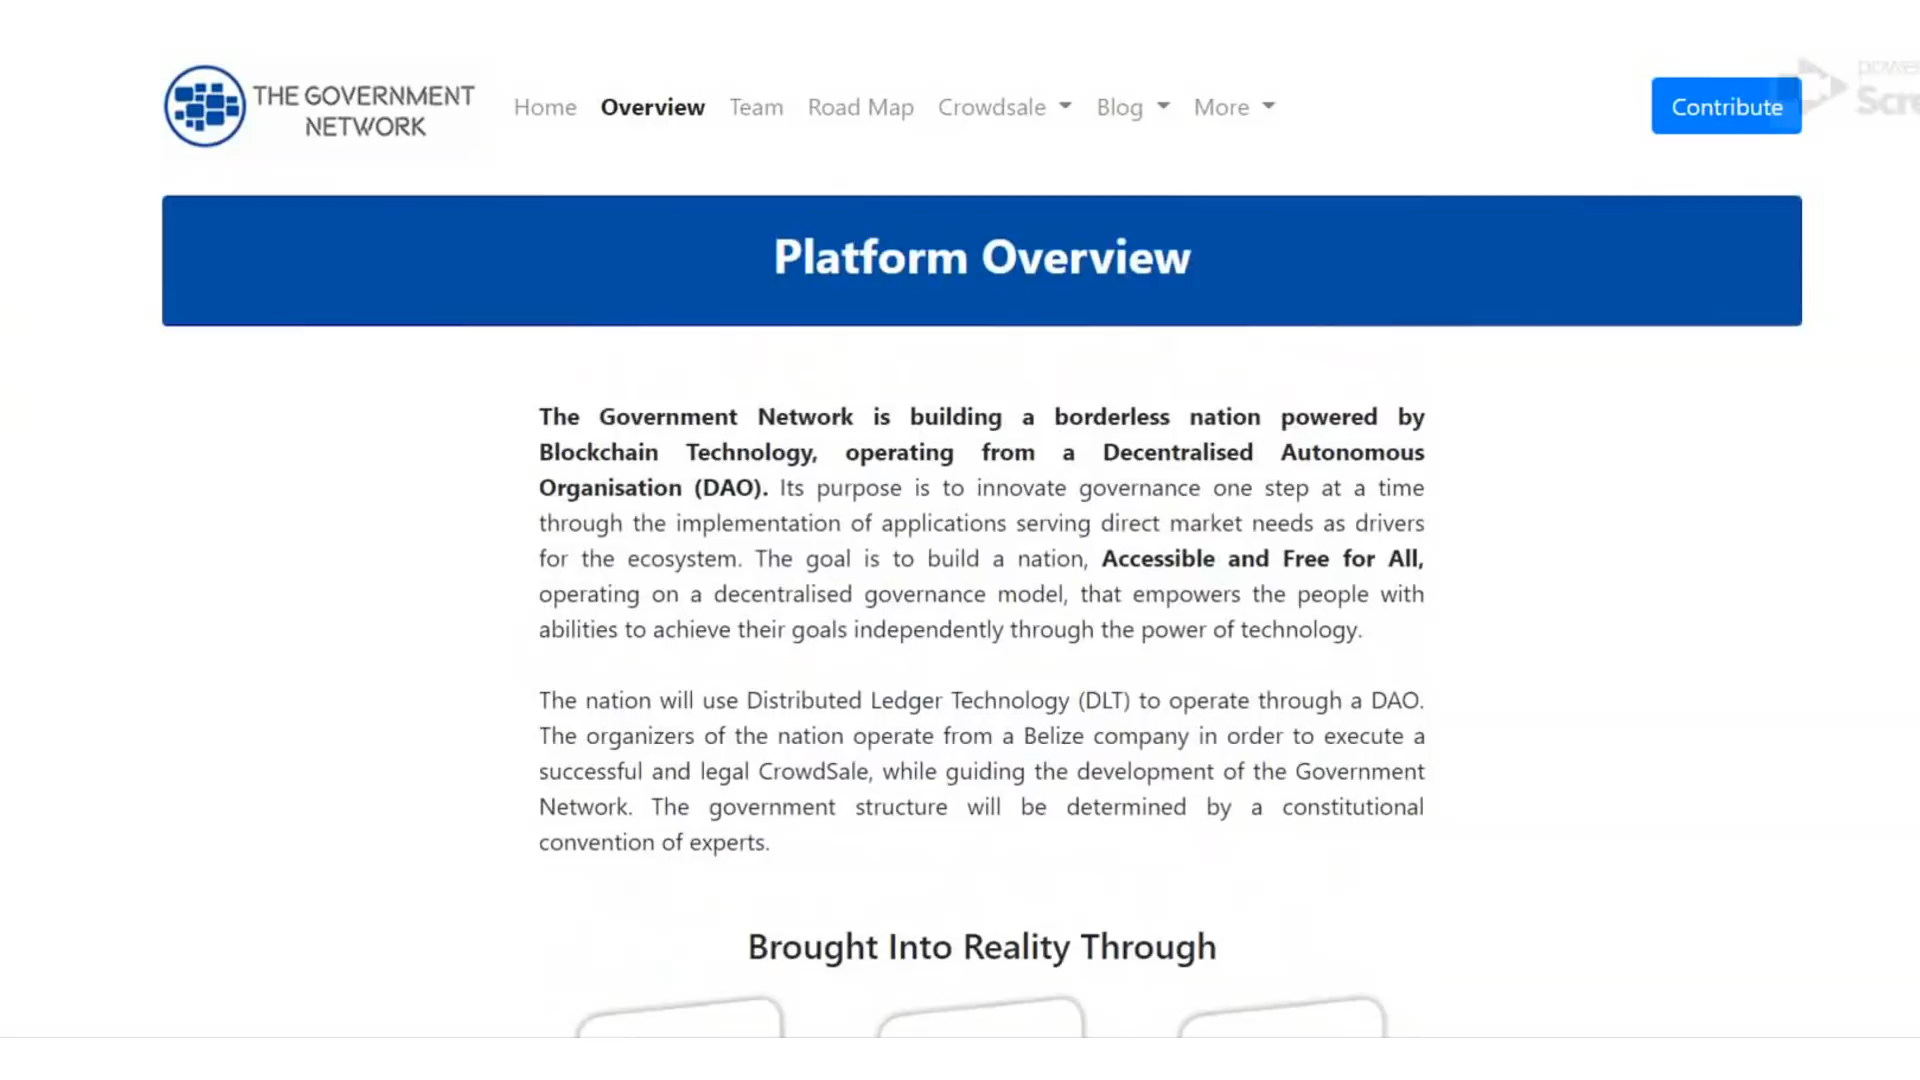 THE GOVERNMENT
NETWORK
Home Overview Team Road Map Crowdsale Blog More
Contribute
Platform Overview
The Government Network is building a borderless nation powered by
Blockchain Technology, operating from a Decentralised Autonomous
Organisation (DAO). Its purpose is to innovate governance one step at a time
through the implementation of applications serving direct market needs as drivers
for the ecosystem. The goal is to build a nation, Accessible and Free for All,
operating on a decentralised governance model, that empowers the people with
abilities to achieve their goals independently through the power of technology.
The nation will use Distributed Ledger Technology (DLT) to operate through a DAO.
The organizers of the nation operate from a Belize company in order to execute a
successful and legal CrowdSale, while guiding the development of the Government
Network. The government structure will be determined by a constitutional
convention of experts.
Brought Into Reality Through